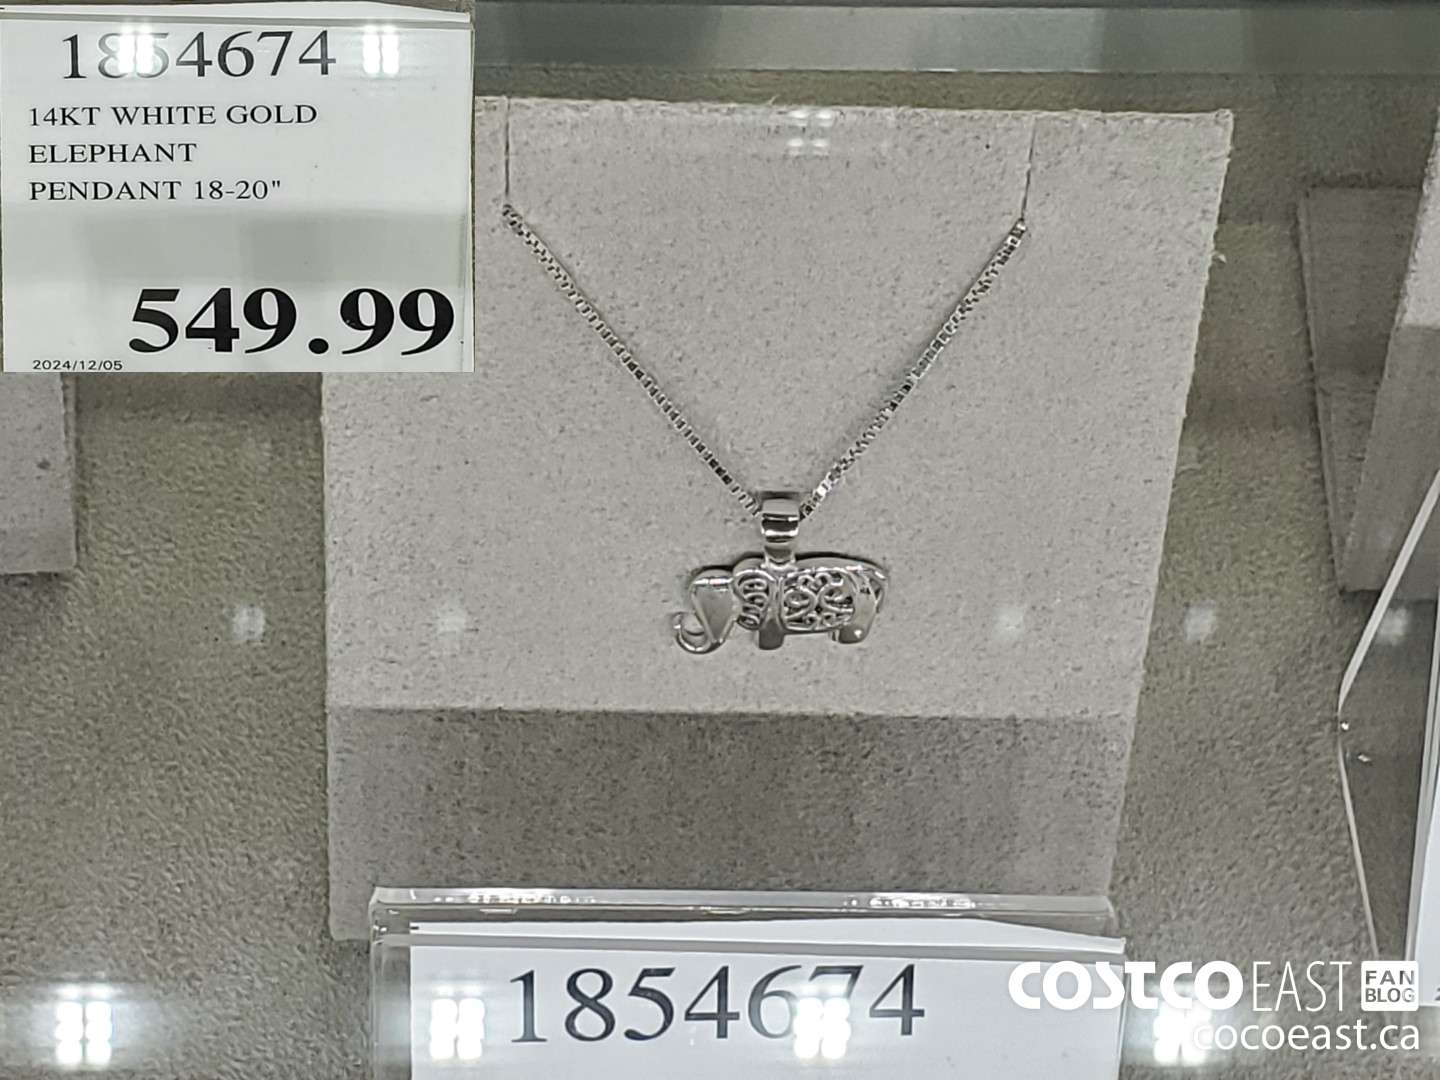 1854674
14KT WHITE GOLD
ELEPHANT
PENDANT 18-20"
549.99
2024/12/05
1854674
COSTCO EAST FAN BLOG
cocoeast.ca